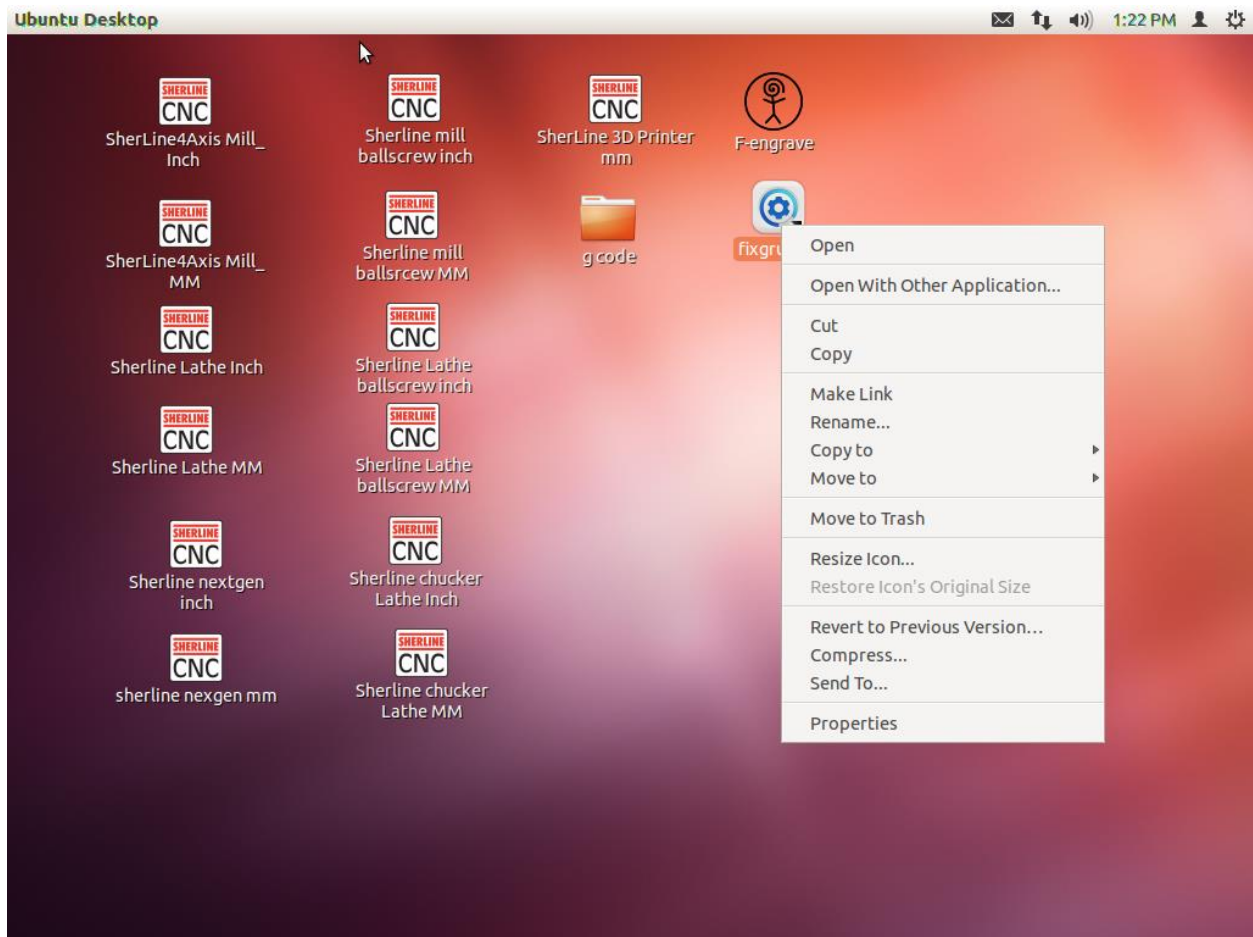 Ubuntu Desktop
1:22 PM
SHERLINE
CNC
SherLine4Axis Mill_
Inch
SHERLINE
CNC
Sherline mill
ballscrew inch
SHERLINE
CNC
SherLine 3D Printer
mm
F-engrave
SHERLINE
CNC
SherLine4Axis Mill_
MM
SHERLINE
CNC
Sherline mill
ballsrcew MM
g code
SHERLINE
CNC
Sherline Lathe Inch
SHERLINE
CNC
Sherline Lathe
ballscrew inch
SHERLINE
CNC
Sherline Lathe MM
SHERLINE
CNC
Sherline Lathe
ballscrew MM
SHERLINE
CNC
Sherline nextgen
inch
SHERLINE
CNC
Sherline chucker
Lathe Inch
SHERLINE
CNC
sherline nexgen mm
SHERLINE
CNC
Sherline chucker
Lathe MM
Open
Open With Other Application...
Cut
Copy
Make Link
Rename...
Copy to
Move to
Move to Trash
Resize Icon...
Restore Icon's Original Size
Revert to Previous Version...
Compress...
Send To...
Properties